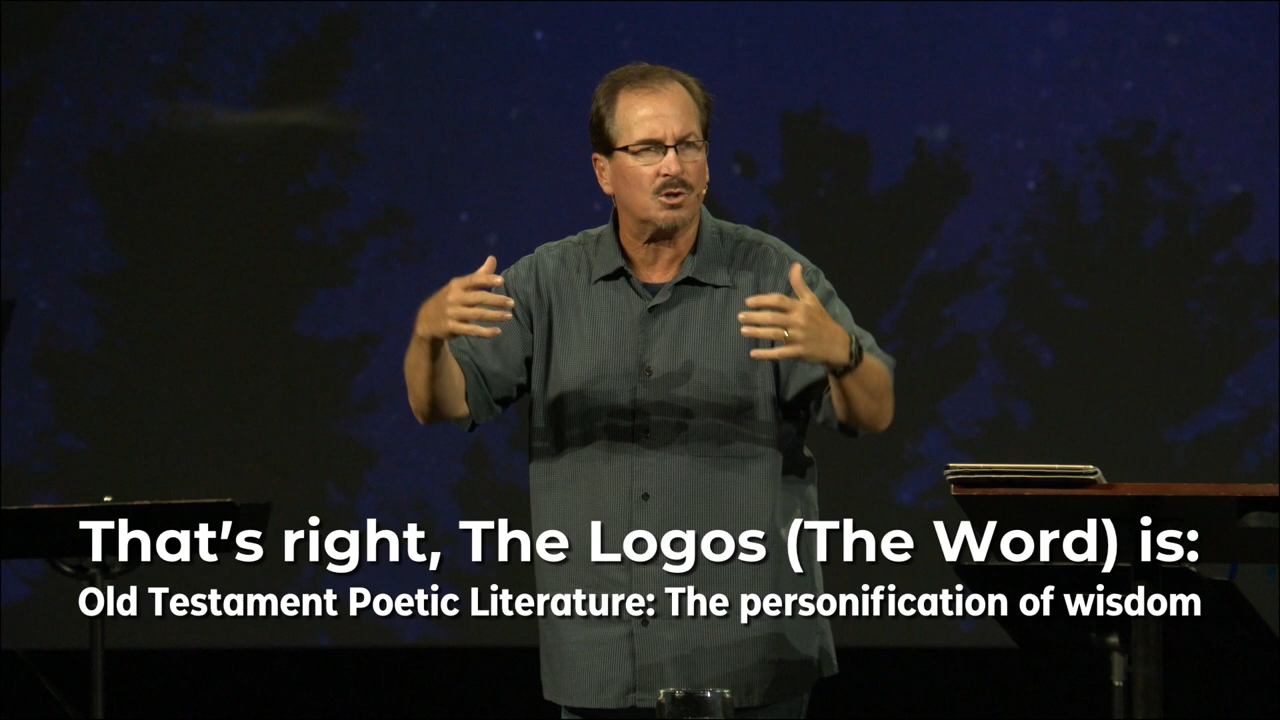 That's right, The Logos (The Word) is:
Old Testament Poetic Literature: The personification of wisdom